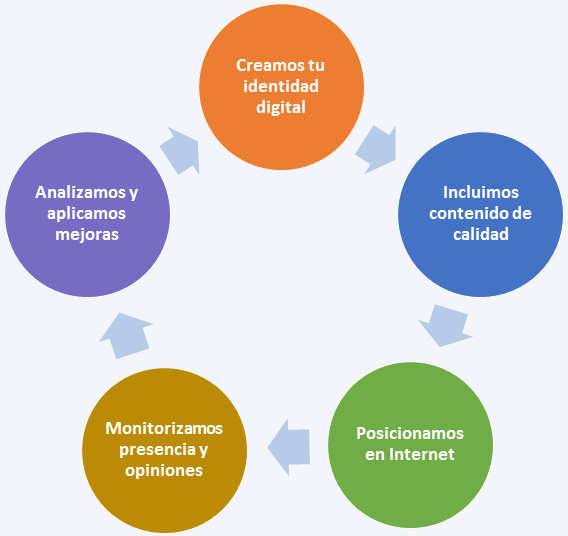 Creamos tu
identidad
digital
Incluimos
contenido de
calidad
Posicionamos
en Internet
Monitorizamos
presencia y
opiniones
Analizamos y
aplicamos
mejoras